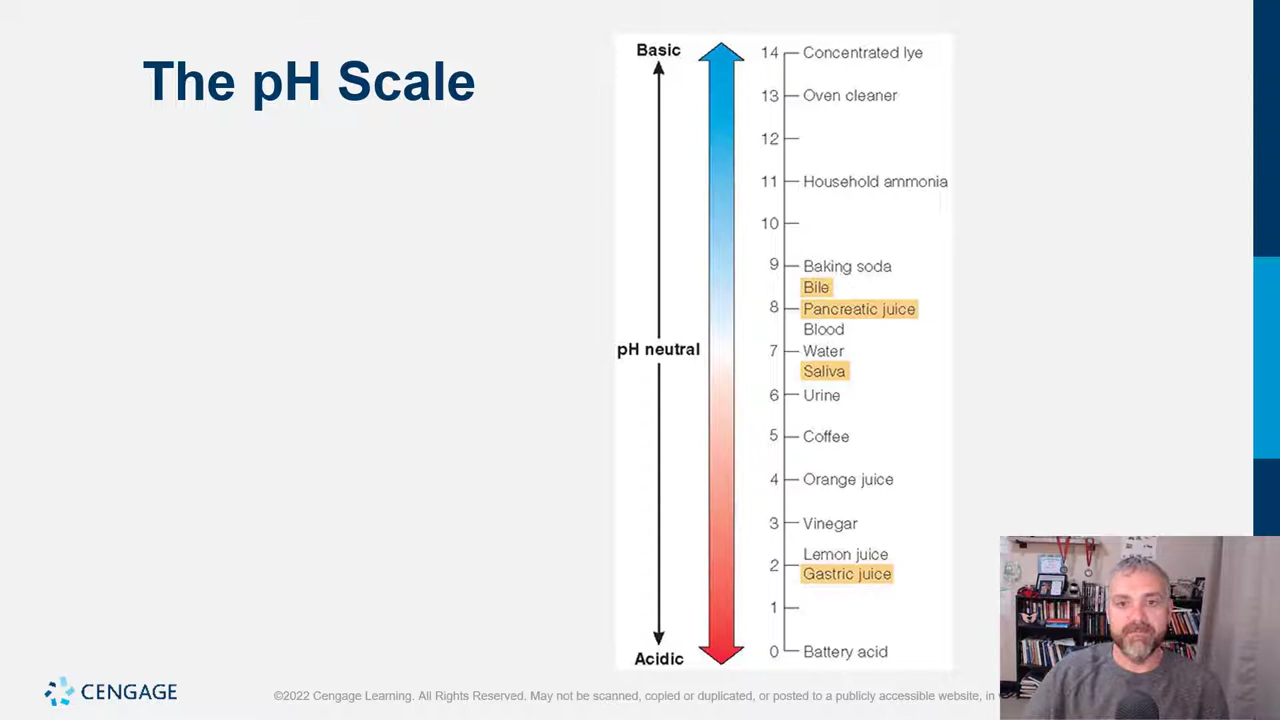 The pH Scale
Basic
pH neutral
Acidic
14 Concentrated lye
13 Oven cleaner
12
11 Household ammonia
10
9 Baking soda
Bile
8 Pancreatic juice
Blood
7 Water
Saliva
6 Urine
5 Coffee
4 Orange juice
3 Vinegar
Lemon juice
2 Gastric juice
1
0 Battery acid
CENGAGE
©2022 Cengage Learning. All Rights Reserved. May not be scanned, copied or duplicated, or posted to a publicly accessible website, in